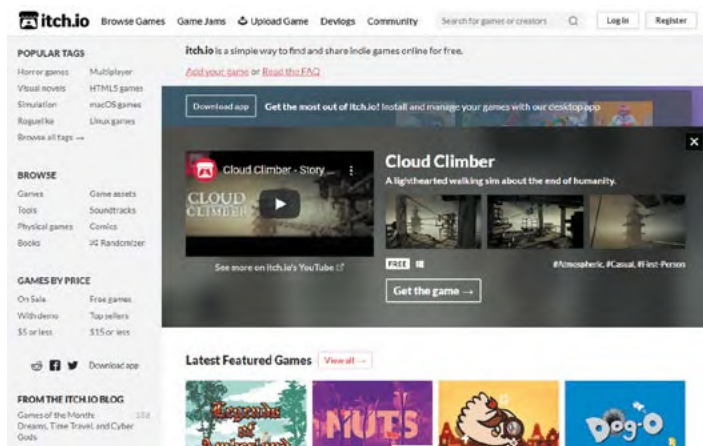 itch.io Browse Games Game Jams Upload Game Devlogs Community Search for games or creators Log in Register
POPULAR TAGS
Horror games Multiplayer
Visual novels HTML5 games
Simulation macOS games
Roguelike Linux games
Browse all tags →
BROWSE
Games Game assets
Tools Soundtracks
Physical games Comics
Books Randomizer
GAMES BY PRICE
On Sale Free games
With demo Top sellers
$5 or less $15 or less
Download app
FROM THE ITCH.IO BLOG
Games of the Month:
Dreams, Time Travel, and Cyber
Gods
itch.io is a simple way to find and share indie games online for free.
Add your game or Read the FAQ
Download app Get the most out of itch.io! Install and manage your games with our desktop app
Cloud Climber - Story ...
CLOUD
CLIMBER
See more on itch.io's YouTube
Cloud Climber
A lighthearted walking sim about the end of humanity.
FREE
#Atmospheric, #Casual, #First-Person
Get the game →
Latest Featured Games View all →
Legends
of
Amberland
NUTS
Dog-O